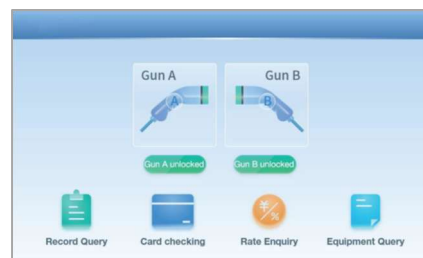 Gun A
Gun B
A
B
Gun A unlocked
Gun B unlocked
¥/%
Record Query
Card checking
Rate Enquiry
Equipment Query